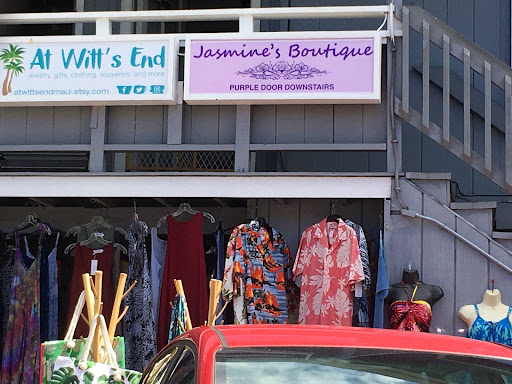 At Witt's End
jewelry, gifts, clothing, souvenirs, and more
atwittsendmaui.etsy.com
Jasmine's Boutique
PURPLE DOOR DOWNSTAIRS